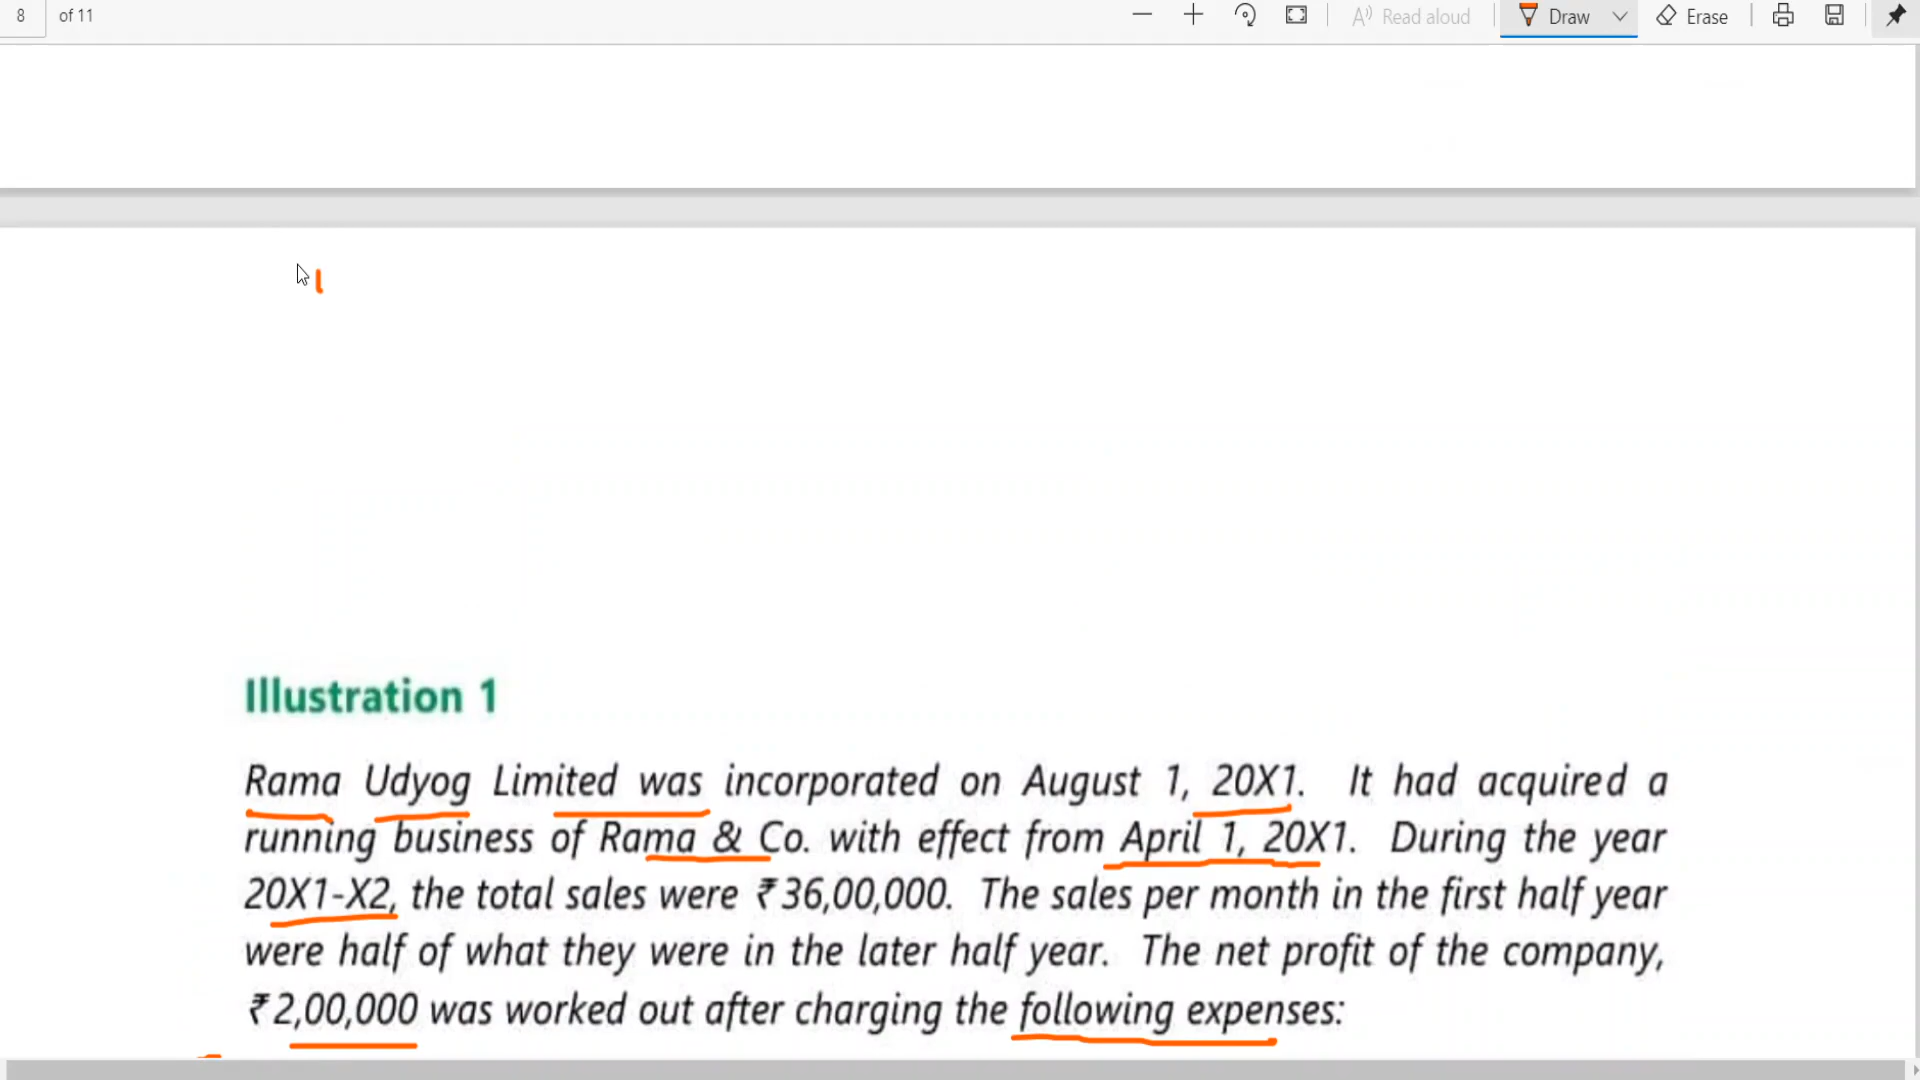 8 of 11
Read aloud
Draw
Erase
Illustration 1
Rama Udyog Limited was incorporated on August 1, 20X1. It had acquired a
running business of Rama & Co. with effect from April 1, 20X1. During the year
20X1-X2, the total sales were ₹36,00,000. The sales per month in the first half year
were half of what they were in the later half year. The net profit of the company,
₹2,00,000 was worked out after charging the following expenses: